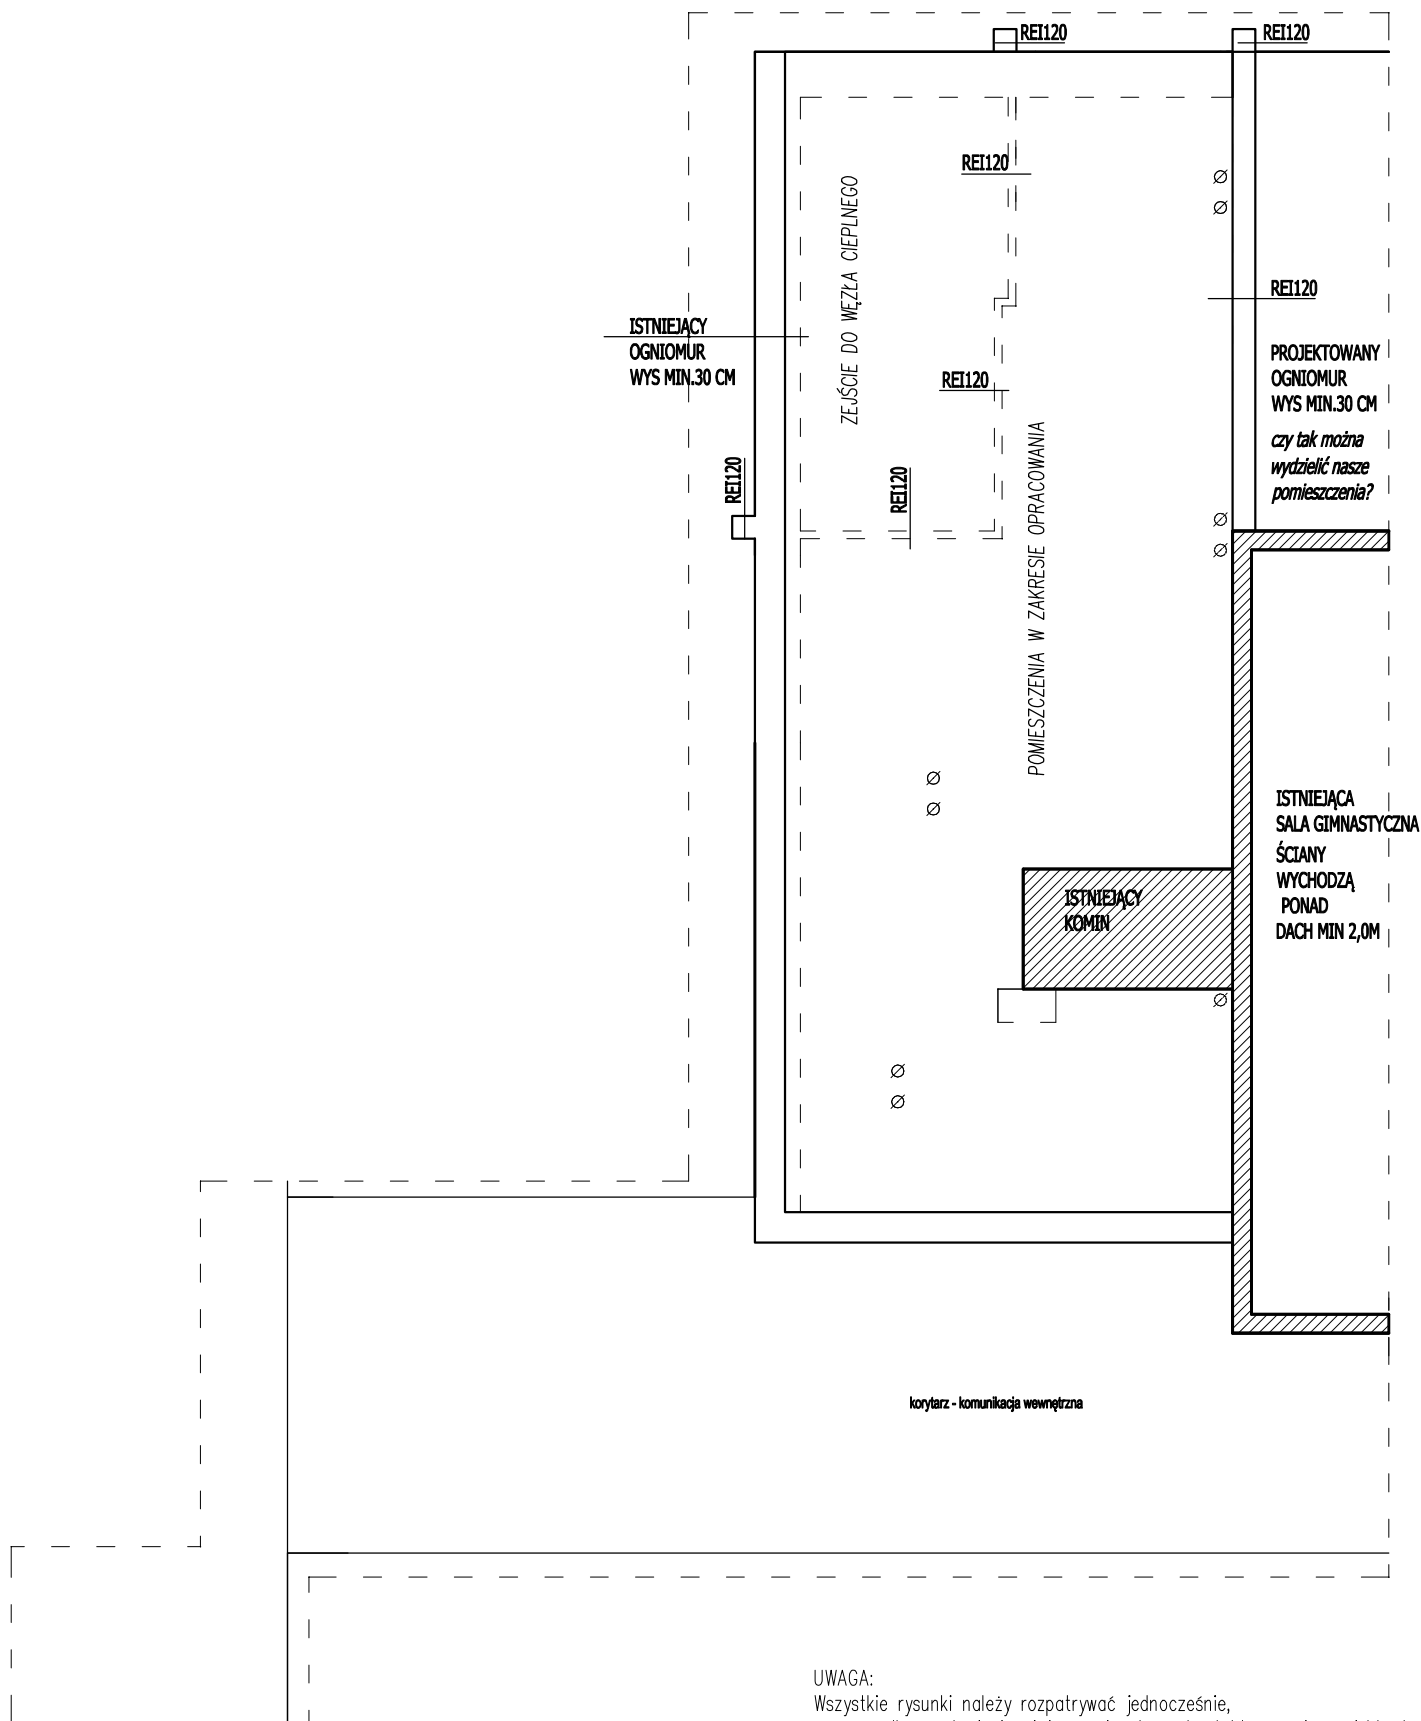 REI120
REI120
REI120
ZEJŚCIE DO WĘZŁA CIEPLNEGO
REI120
ISTNIEJĄCY
OGNIOMUR
WYS MIN.30 CM
PROJEKTOWANY
OGNIOMUR
WYS MIN.30 CM
czy tak można
wydzielić nasze
pomieszczenia?
REI120
REI120
REI120
POMIESZCZENIA W ZAKRESIE OPRACOWANIA
ISTNIEJĄCA
SALA GIMNASTYCZNA
ŚCIANY
WYCHODZĄ
PONAD
DACH MIN 2,0M
ISTNIEJĄCY
KOMIN
korytarz - komunikacja wewnętrzna
UWAGA:
Wszystkie rysunki należy rozpatrywać jednocześnie,